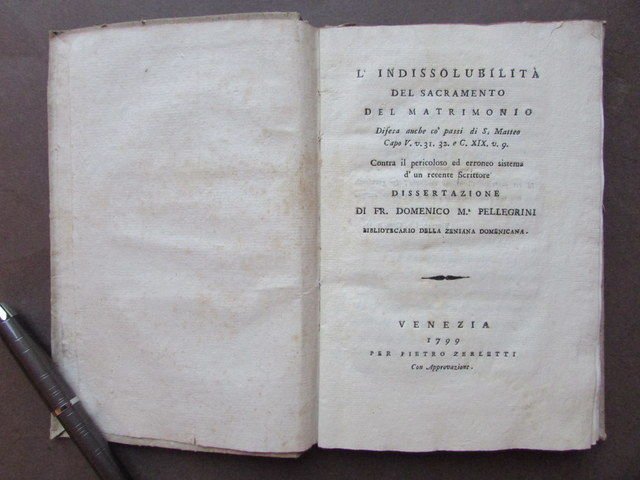 L' INDISSOLUBILITÀ
DEL SACRAMENTO
DEL MATRIMONIO
Difesa anche co' passi di S. Matteo
Capo V. v. 31. 32. e C. XIX. v. 9.
Contra il pericoloso ed erroneo sistema
d' un recente Scrittore
DISSERTAZIONE
DI FR. DOMENICO M.ª PELLEGRINI
BIBLIOTECARIO DELLA ZENIANA DOMENICANA.
VENEZIA
1799
PER PIETRO ZERLETTI
Con Approvazione.